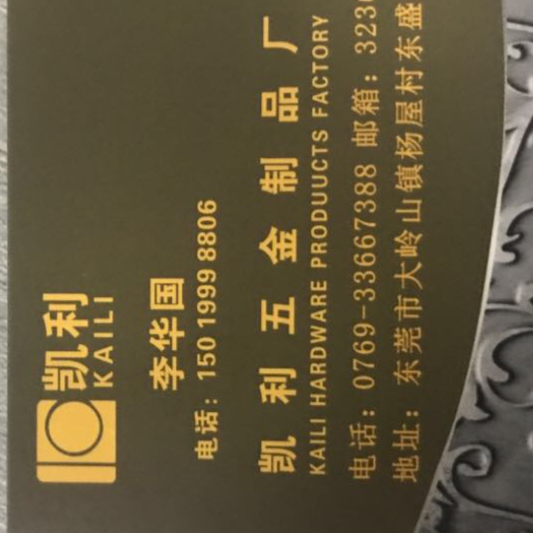 凯利
KAILI
李华国
电话：150 1999 8806
凯利五金制品厂
KAILI HARDWARE PRODUUCTS FACTORY
电话：0769-33667388 邮箱：323
地址：东莞市大岭山镇杨屋村东盛